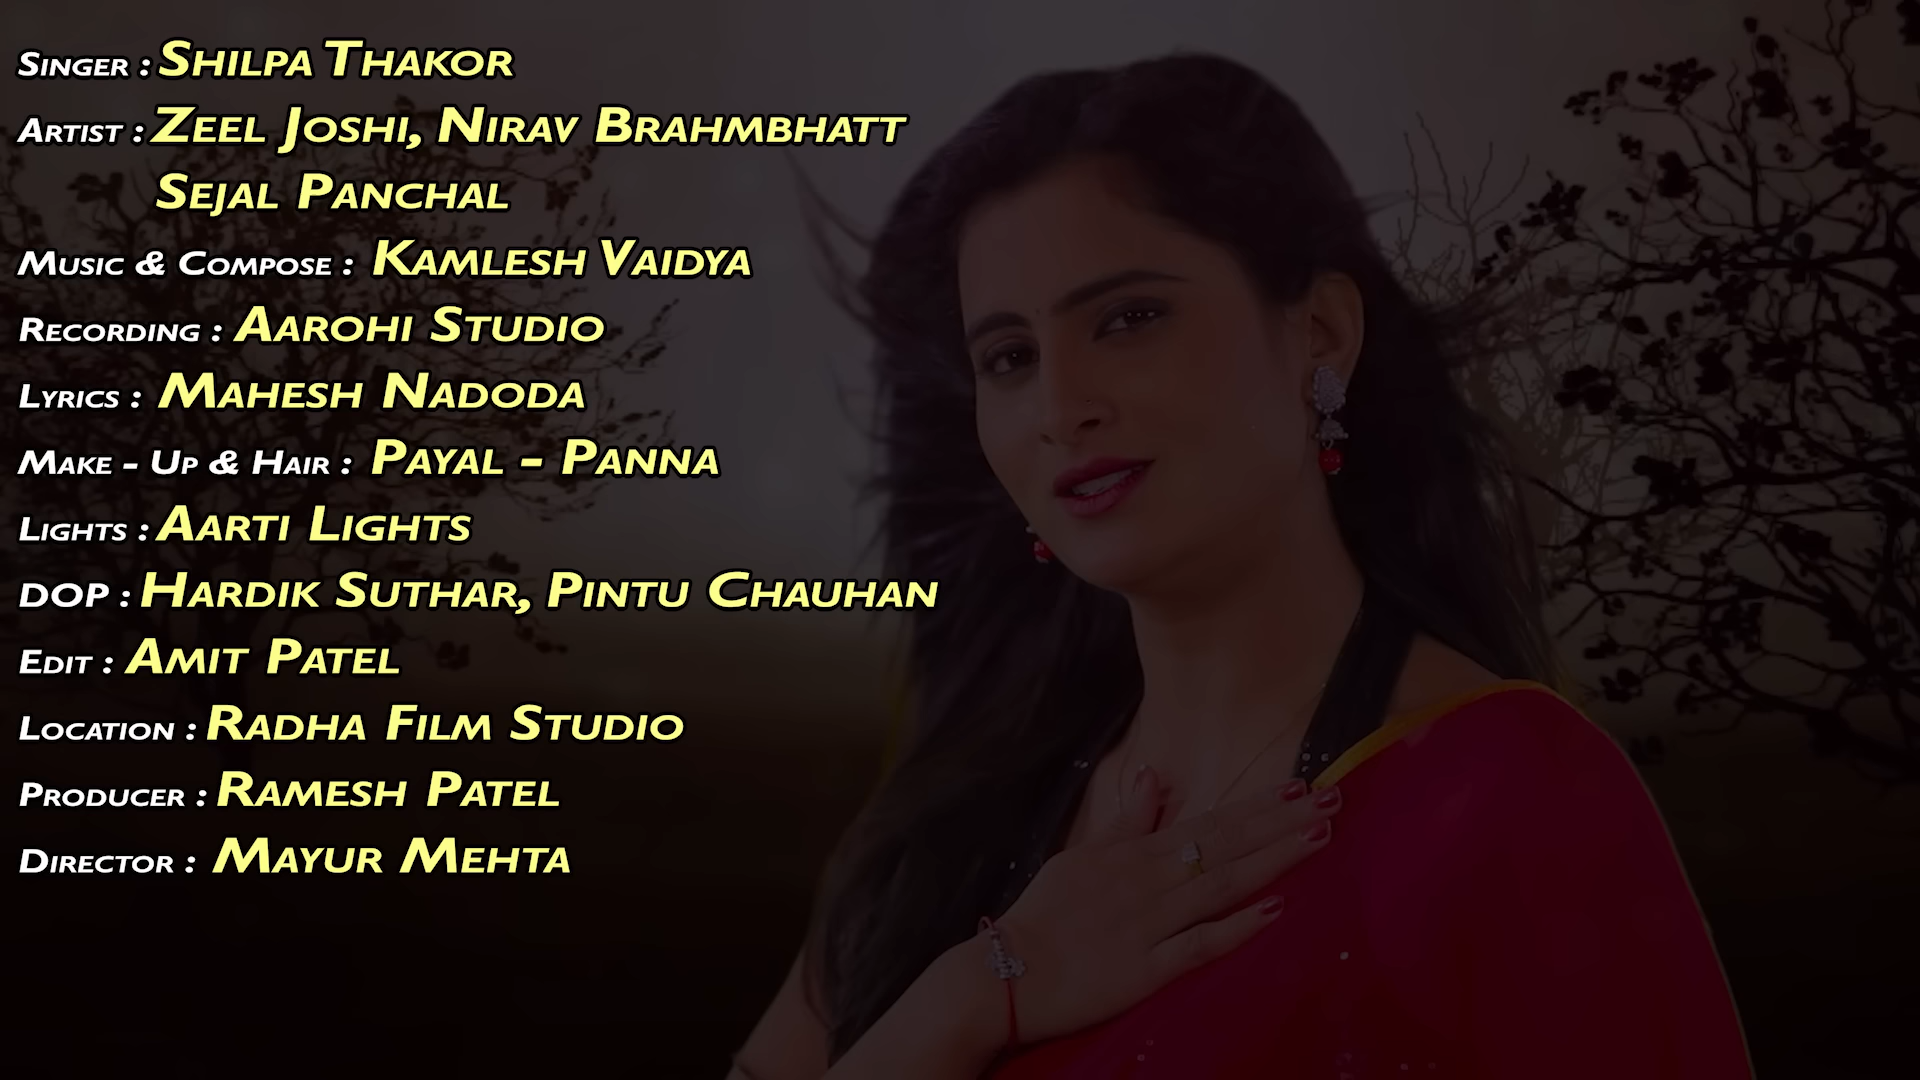 Singer : Shilpa Thakor
Artist : Zeel Joshi, Nirav Brahmbhatt
Sejal Panchal
Music & Compose : Kamlesh Vaidya
Recording : Aarohi Studio
Lyrics : Mahesh Nadoda
Make - Up & Hair : Payal - Panna
Lights : Aarti Lights
DOP : Hardik Suthar, Pintu Chauhan
Edit : Amit Patel
Location : Radha Film Studio
Producer : Ramesh Patel
Director : Mayur Mehta